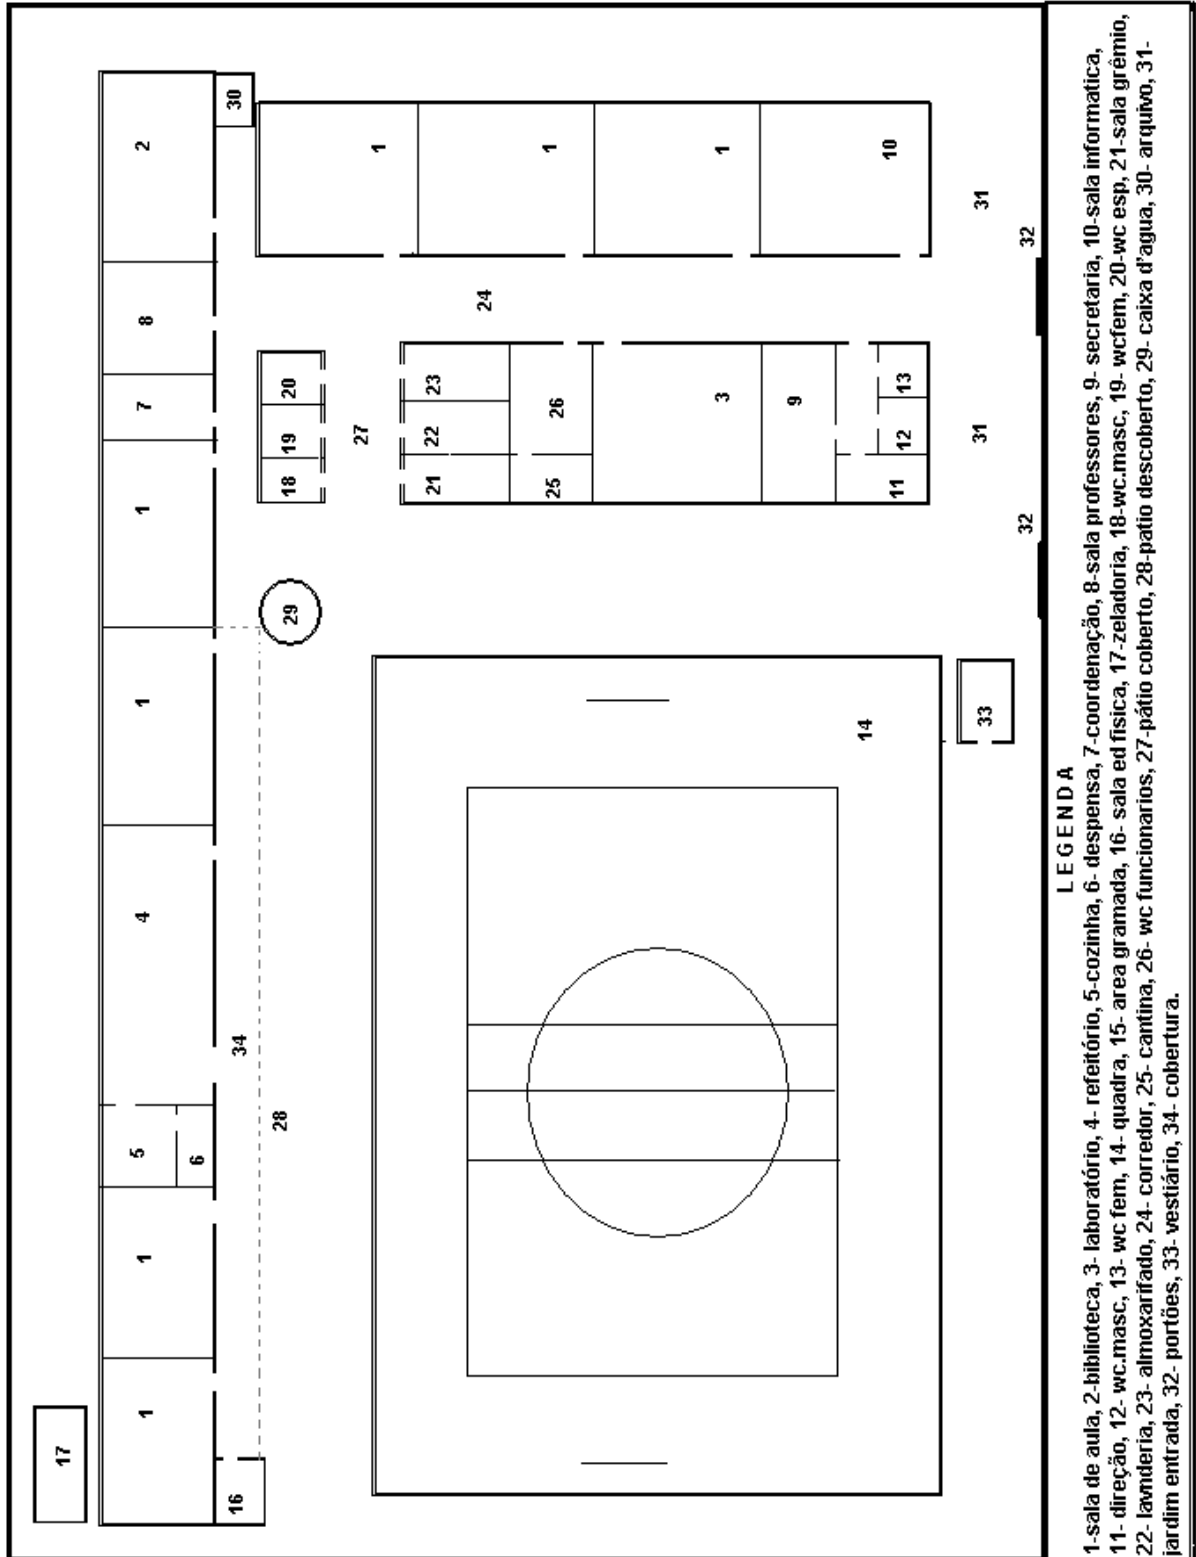 17
1 1 5 4 1 1 7 8 2
6
16 34 30
28 29 18 19 20
27 1
21 22 23
24
25 26 1
3 1
9
14
11 12 13 10
33 31 31
32 32
LEGENDA
1-sala de aula, 2-biblioteca, 3- laboratório, 4- refeitório, 5-cozinha, 6- despensa, 7-coordenação, 8-sala professores, 9- secretaria, 10-sala informatica,
11- direção, 12- wc.masc, 13- wc fem, 14- quadra, 15- area gramada, 16- sala ed fisica, 17-zeladoria, 18-wc.masc, 19- wcfem, 20-wc esp, 21-sala grêmio,
22- lavnderia, 23- almoxarifado, 24- corredor, 25- cantina, 26- wc funcionarios, 27-pátio coberto, 28-patio descoberto, 29- caixa d'agua, 30- arquivo, 31-
jardim entrada, 32- portões, 33- vestiário, 34- cobertura.